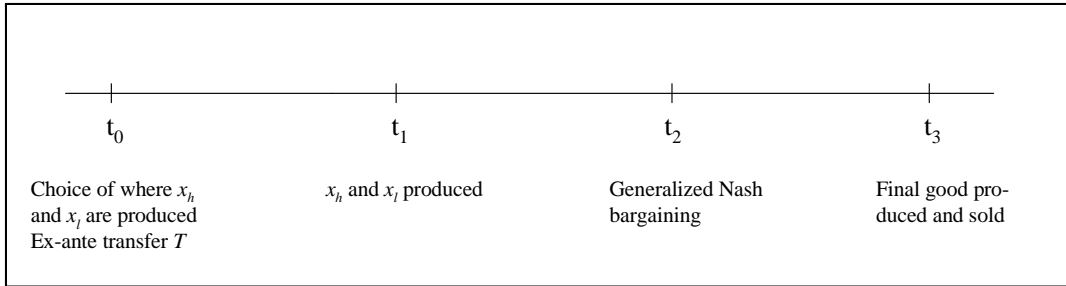 t0 t1 t2 t3
Choice of where xh
and xl are produced
Ex-ante transfer T
xh and xl produced
Generalized Nash
bargaining
Final good pro-
duced and sold